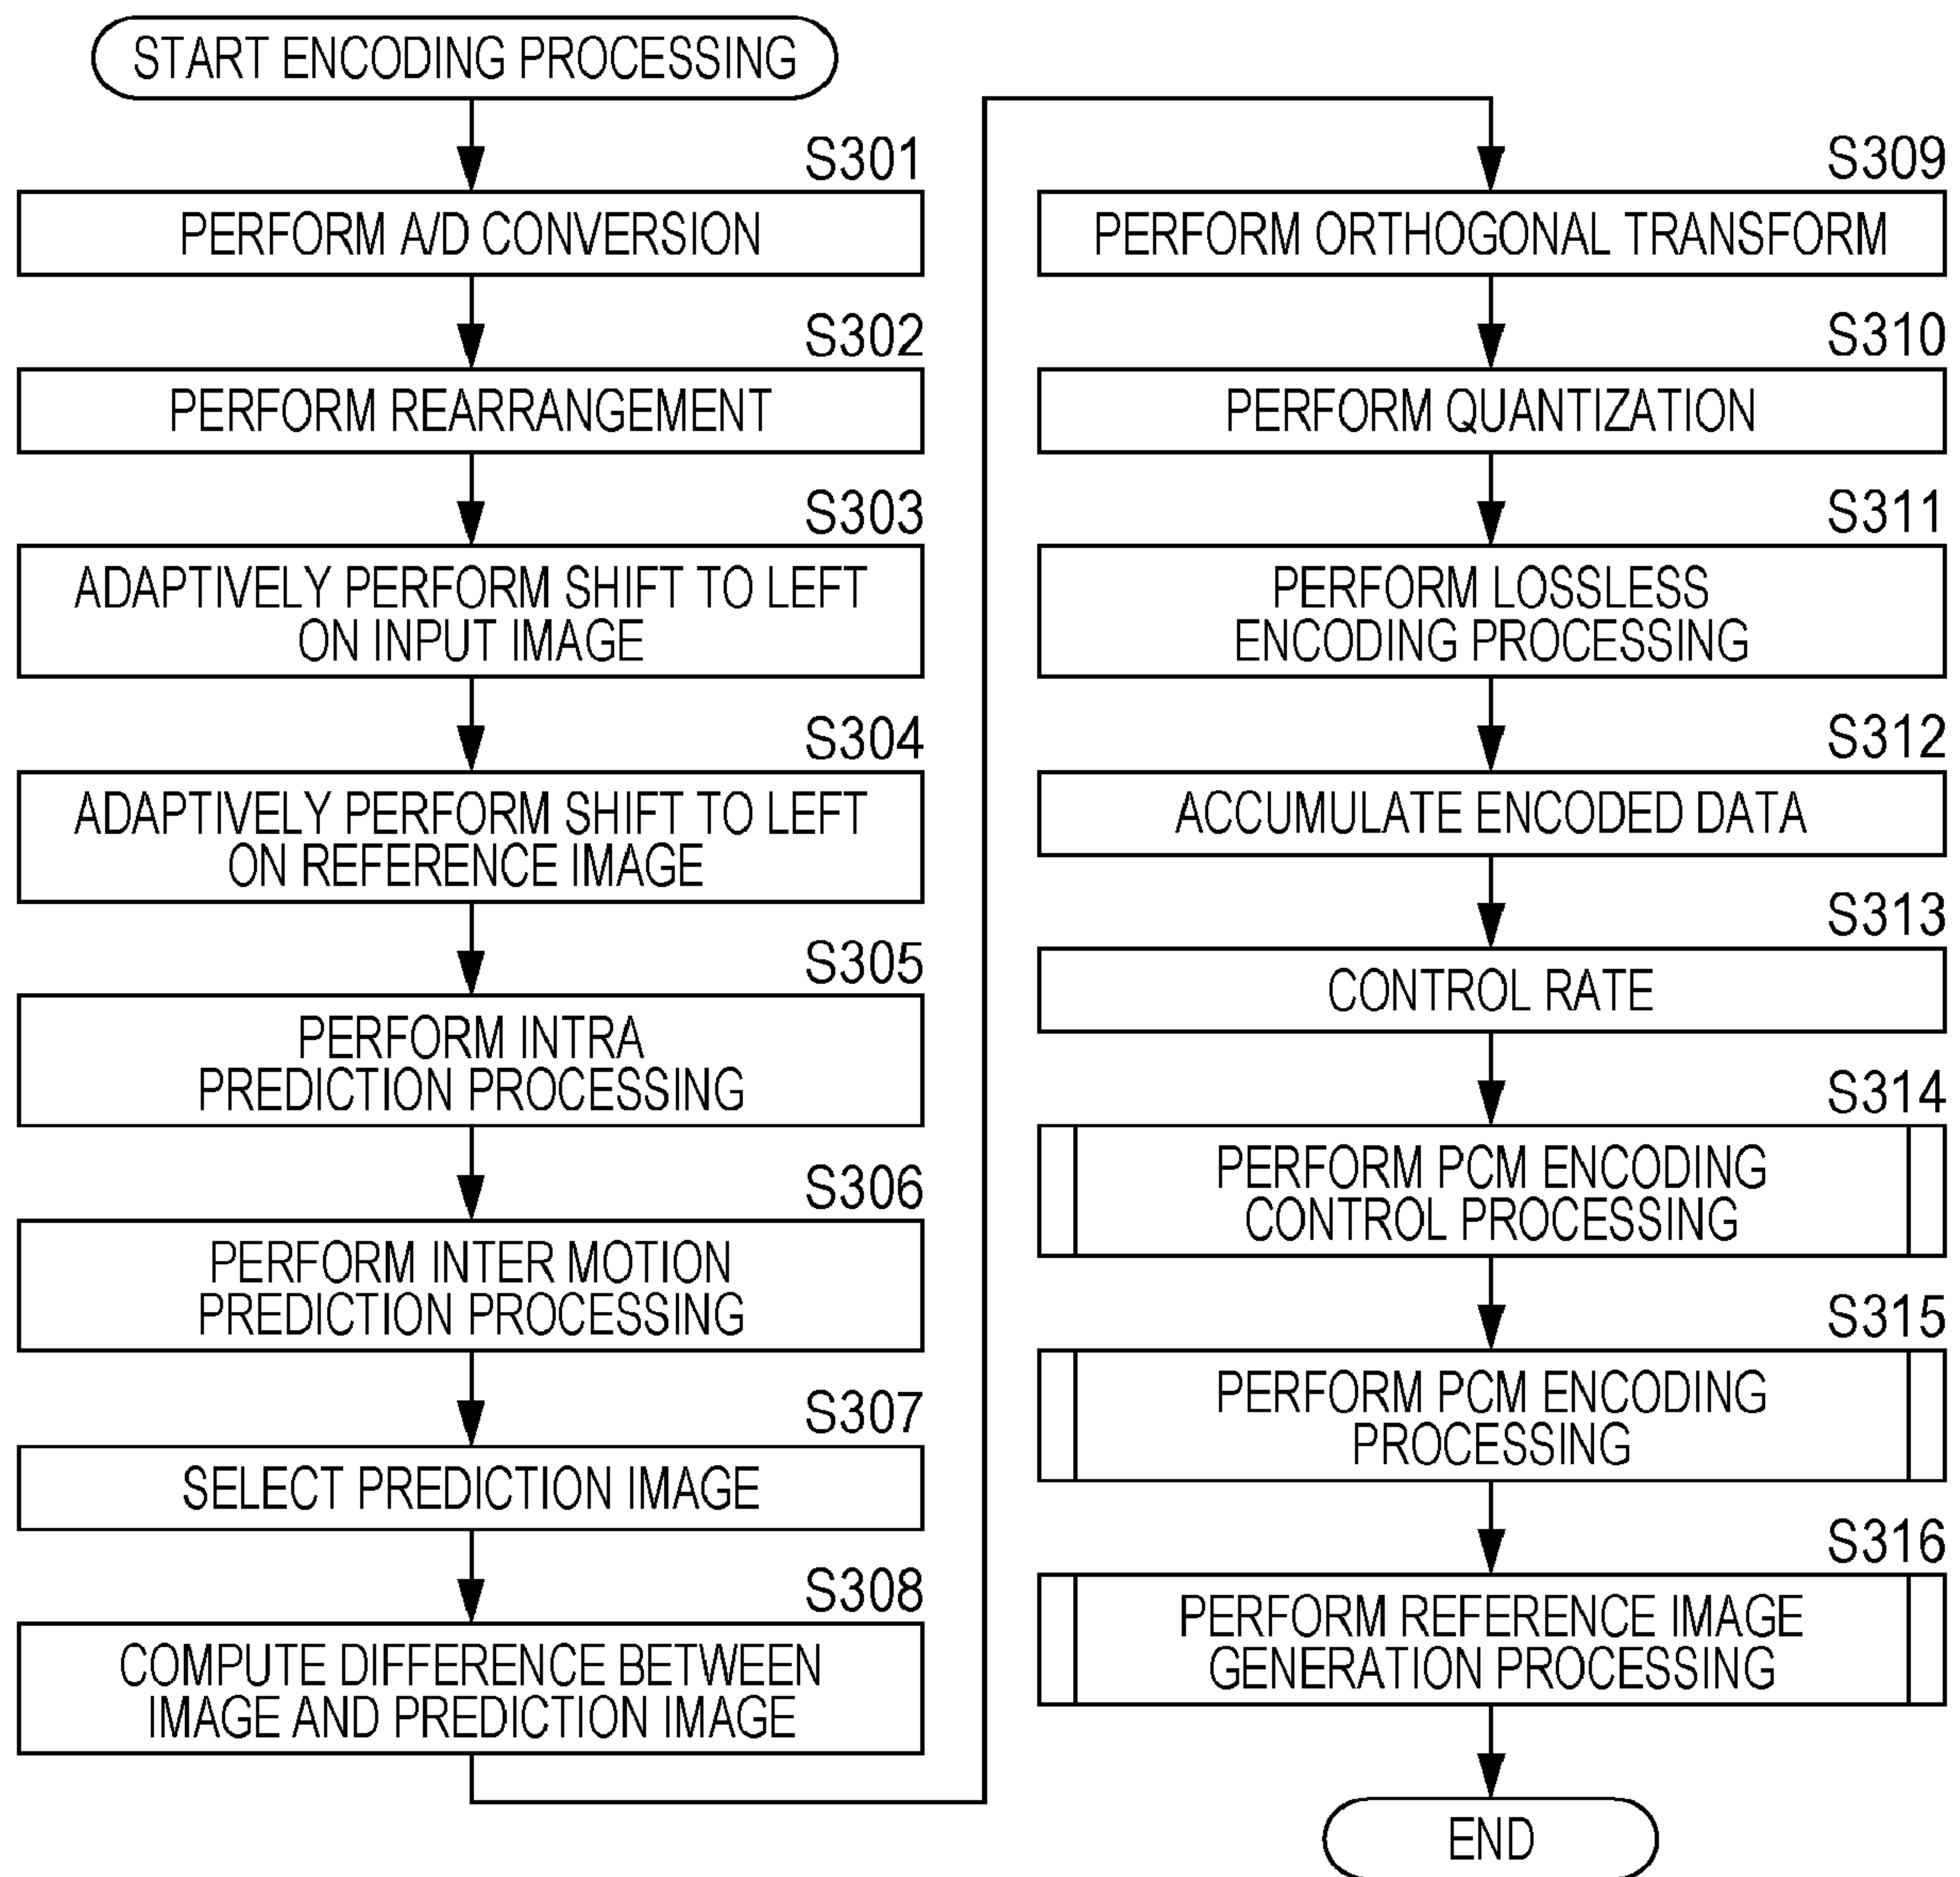 START ENCODING PROCESSING
S301
PERFORM A/D CONVERSION
S302
PERFORM REARRANGEMENT
S303
ADAPTIVELY PERFORM SHIFT TO LEFT
ON INPUT IMAGE
S304
ADAPTIVELY PERFORM SHIFT TO LEFT
ON REFERENCE IMAGE
S305
PERFORM INTRA
PREDICTION PROCESSING
S306
PERFORM INTER MOTION
PREDICTION PROCESSING
S307
SELECT PREDICTION IMAGE
S308
COMPUTE DIFFERENCE BETWEEN
IMAGE AND PREDICTION IMAGE
S309
PERFORM ORTHOGONAL TRANSFORM
S310
PERFORM QUANTIZATION
S311
PERFORM LOSSLESS
ENCODING PROCESSING
S312
ACCUMULATE ENCODED DATA
S313
CONTROL RATE
S314
PERFORM PCM ENCODING
CONTROL PROCESSING
S315
PERFORM PCM ENCODING
PROCESSING
S316
PERFORM REFERENCE IMAGE
GENERATION PROCESSING
END